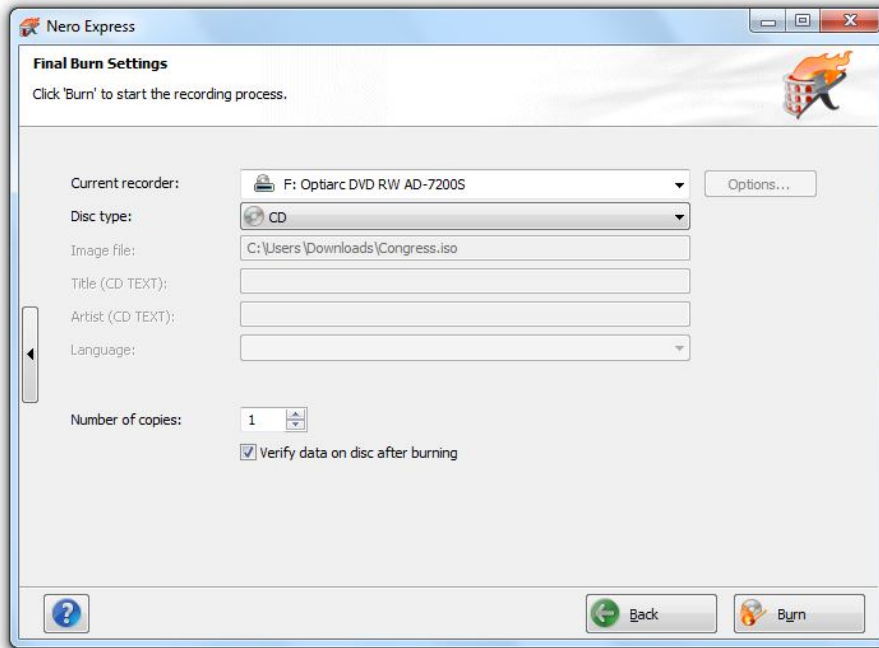 Nero Express
Final Burn Settings
Click 'Burn' to start the recording process.
Current recorder: F: Optiarc DVD RW AD-7200S Options...
Disc type: CD
Image file: C:\Users\Downloads\Congress.iso
Title (CD TEXT):
Artist (CD TEXT):
Language:
Number of copies: 1
Verify data on disc after burning
Back Burn